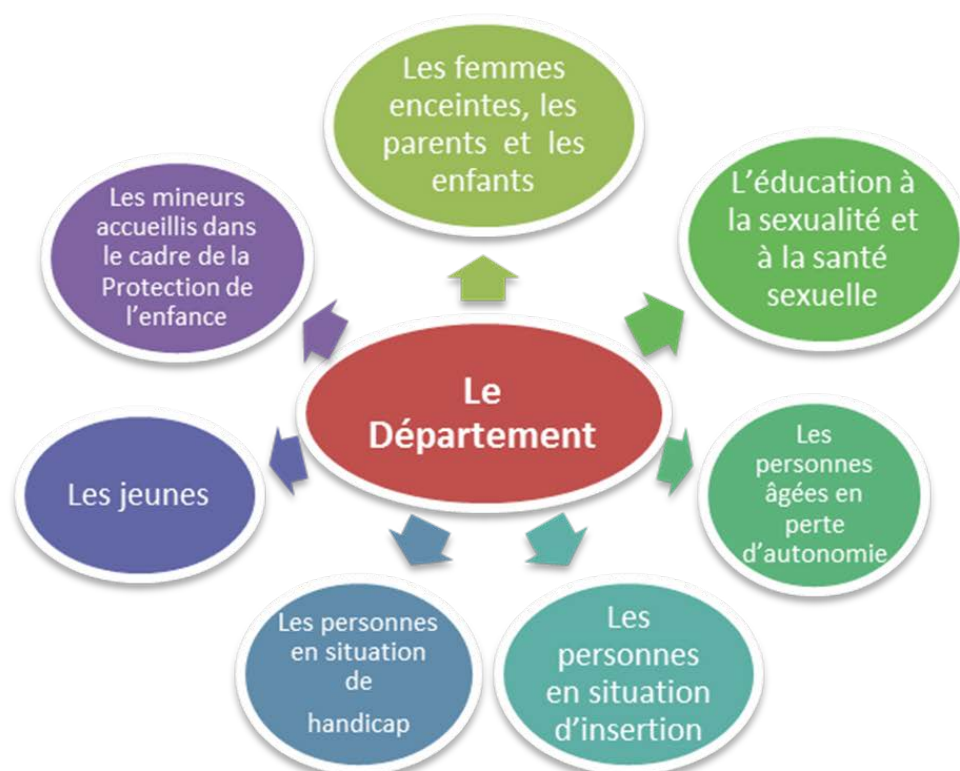 Les femmes
enceintes, les
parents et les
enfants
L'éducation à
la sexualité et
à la santé
sexuelle
Les
personnes
âgées en
perte
d'autonomie
Les
personnes
en situation
d'insertion
Les personnes
en situation
de
handicap
Les jeunes
Les mineurs
accueillis dans
le cadre de la
Protection de
l'enfance
Le
Département